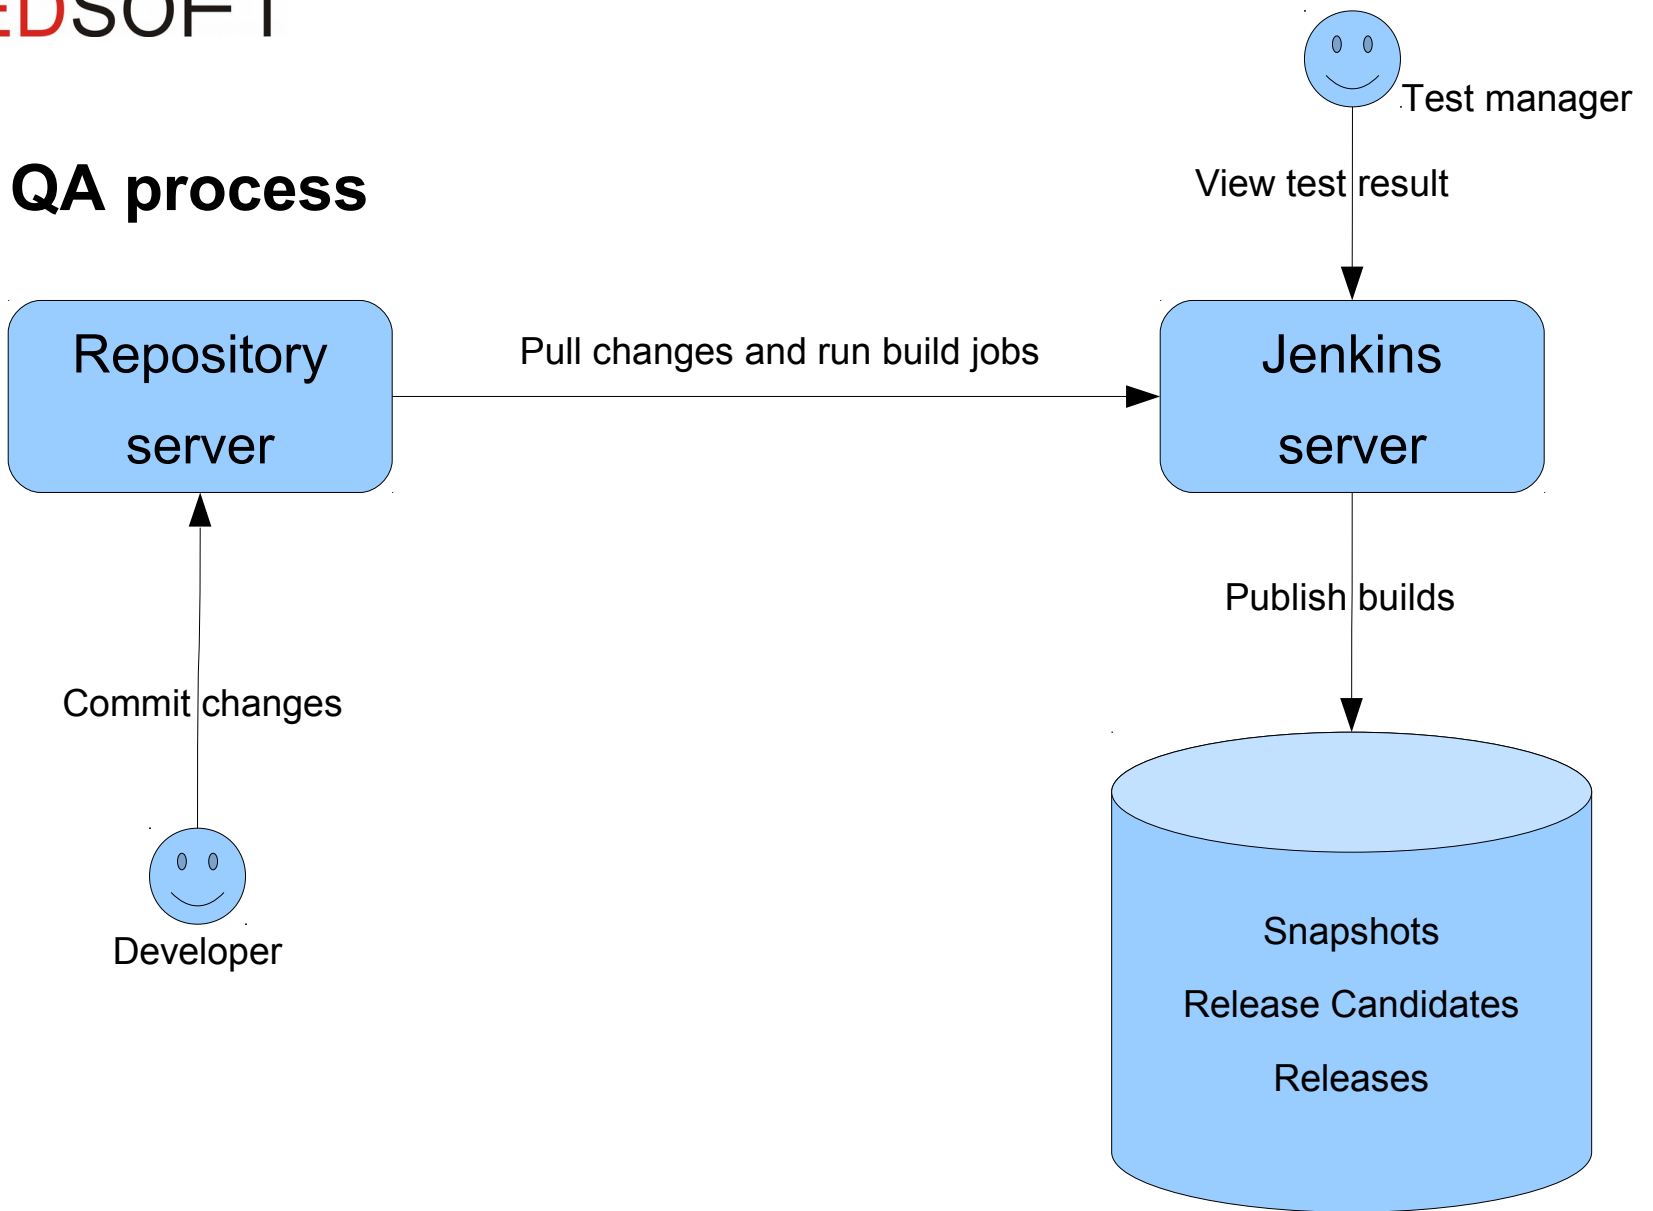 EDSOFT
Test manager
QA process
View test result
Repository
server
Pull changes and run build jobs
Jenkins
server
Publish builds
Commit changes
Developer
Snapshots
Release Candidates
Releases